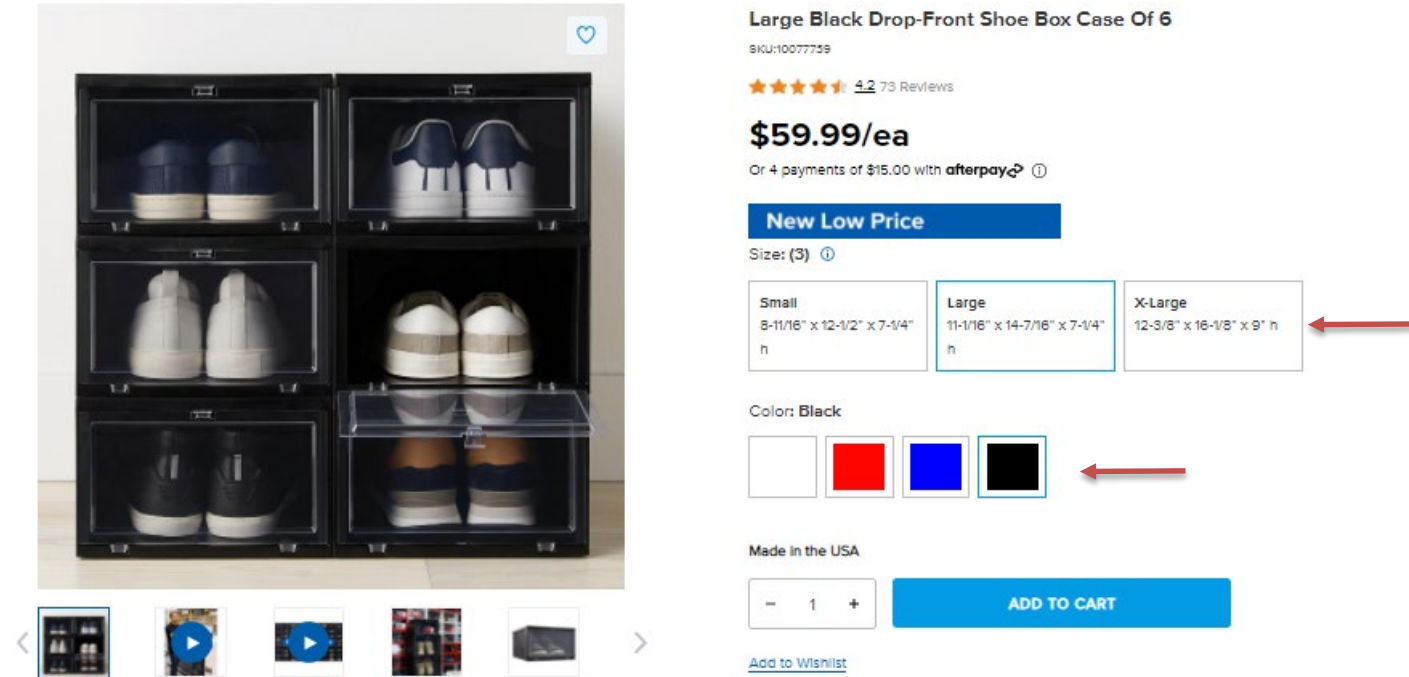 Large Black Drop-Front Shoe Box Case Of 6
SKU:10077759
4.2 73 Reviews
$59.99/ea
Or 4 payments of $15.00 with afterpay
New Low Price
Size: (3)
Small
8-11/16" x 12-1/2" x 7-1/4"
h
Large
11-1/16" x 14-7/16" x 7-1/4"
h
X-Large
12-3/8" x 16-1/8" x 9" h
Color: Black
Made in the USA
- 1 +
ADD TO CART
Add to Wishlist